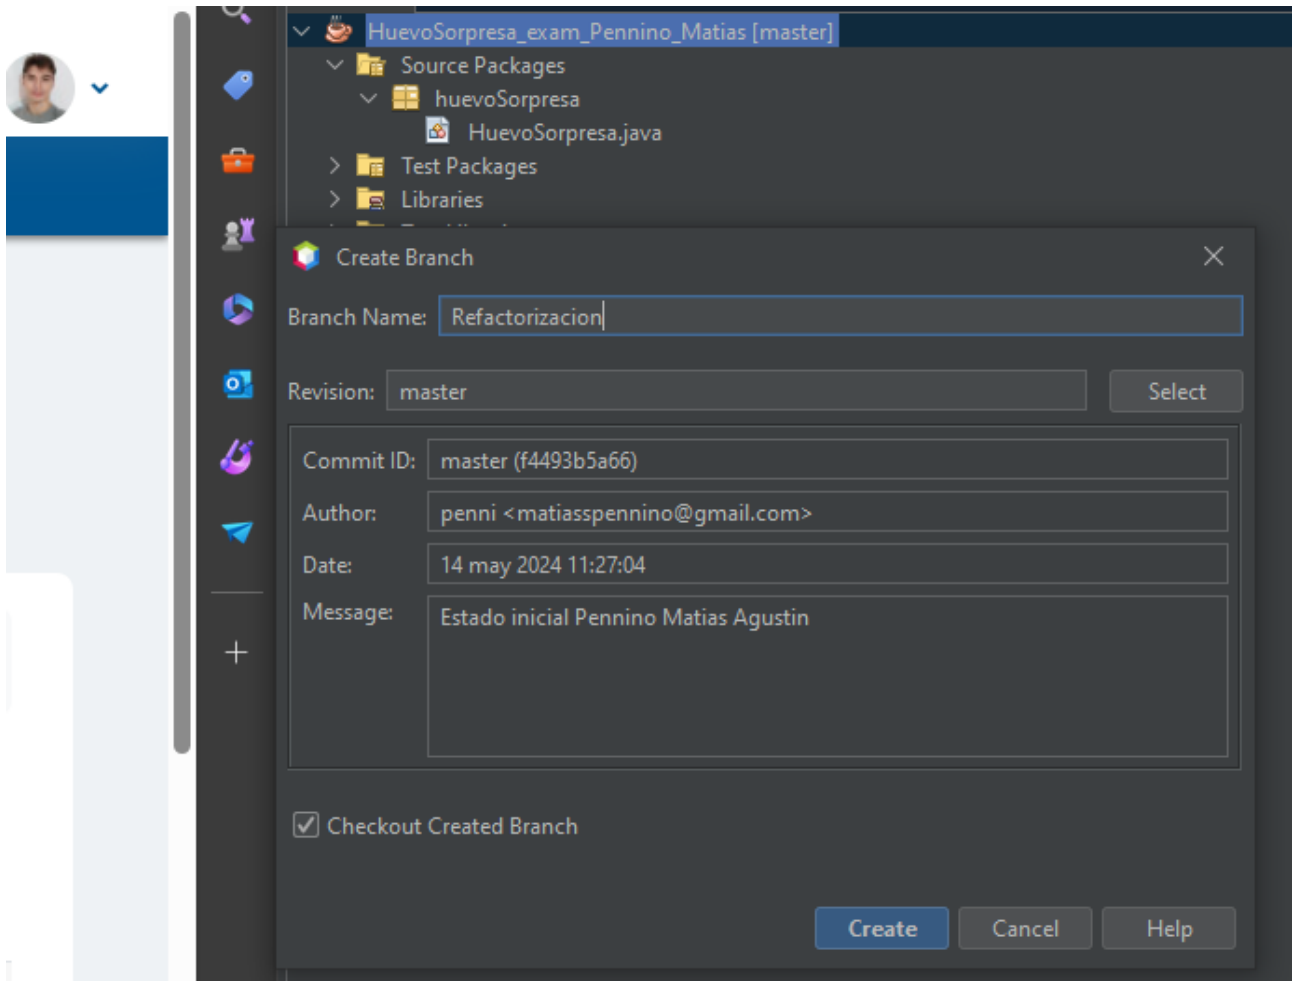 HuevoSorpresa_exam_Pennino_Matias [master]
Source Packages
huevoSorpresa
HuevoSorpresa.java
Test Packages
Libraries
Create Branch
Branch Name: Refactorizacion
Revision: master Select
Commit ID: master (f4493b5a66)
Author: penni <matiasspennino@gmail.com>
Date: 14 may 2024 11:27:04
Message: Estado inicial Pennino Matias Agustin
Checkout Created Branch
Create Cancel Help